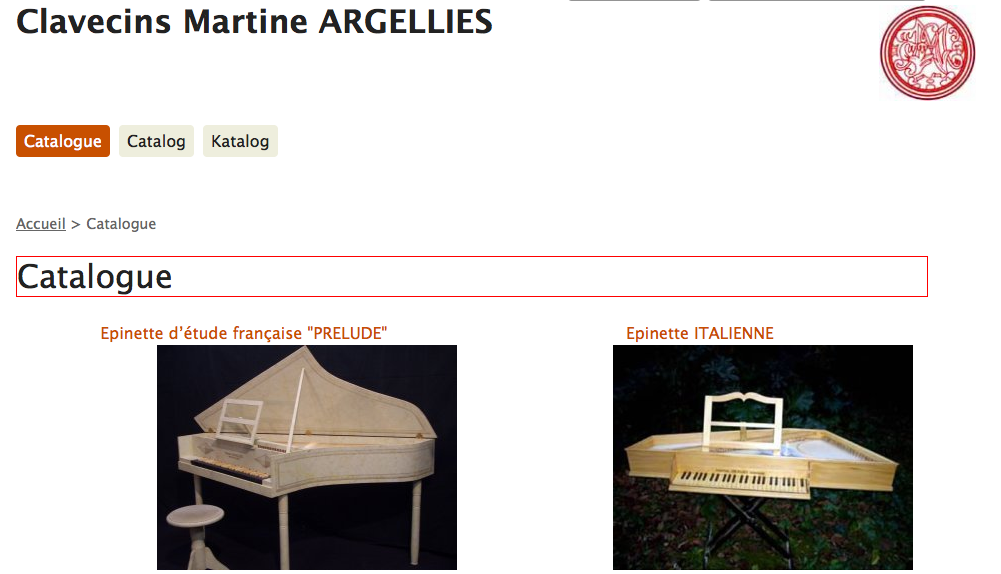 Clavecins Martine ARGELLIES
Catalogue Catalog Katalog
Accueil > Catalogue
Catalogue
Epinette d’étude française "PRELUDE"
Epinette ITALIENNE